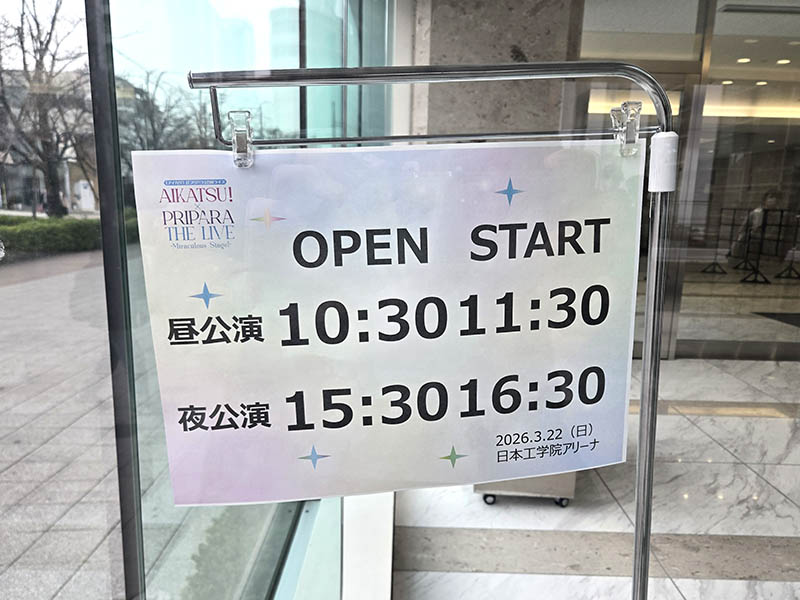 AIKATSU!
×
PRIPARA
THE LIVE
-Miraculous Stage!-
OPEN START
昼公演 10:30 11:30
夜公演 15:30 16:30
2026.3.22（日）
日本工学院アリーナ